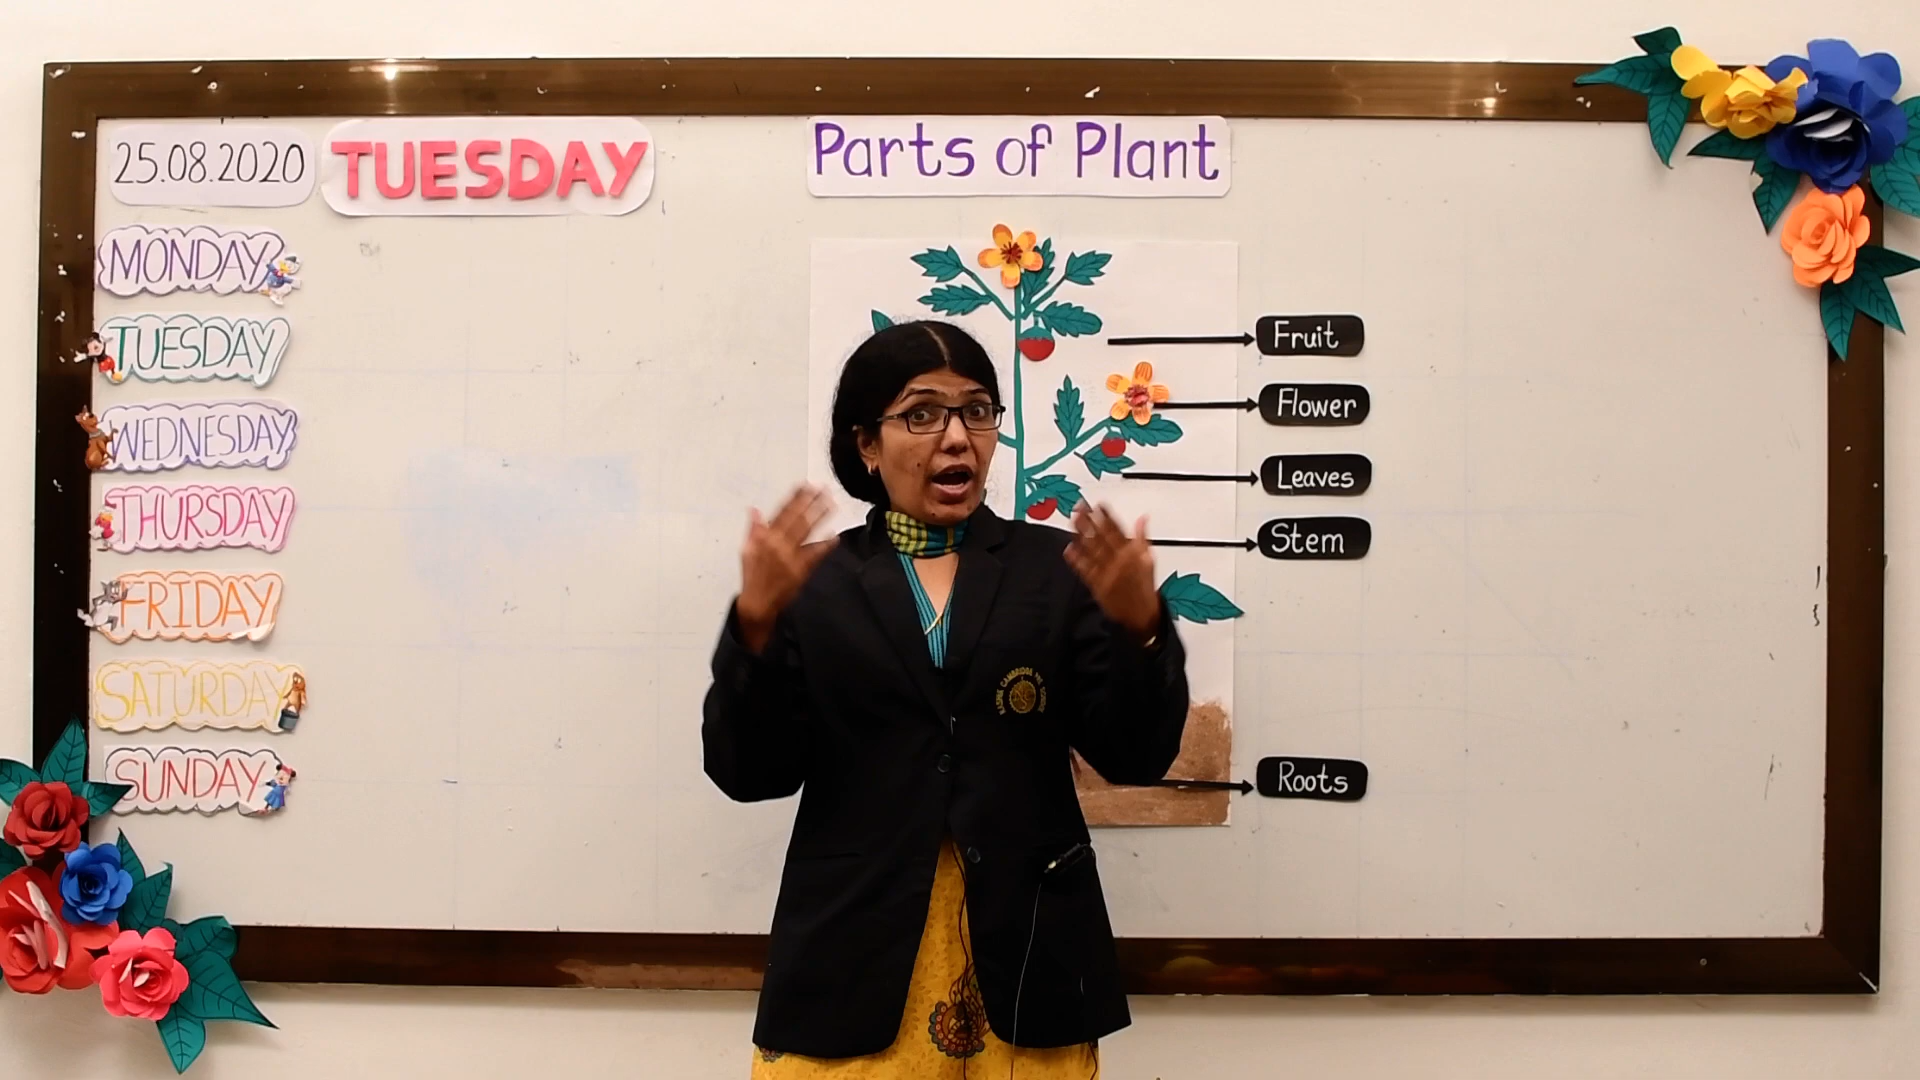 25.08.2020
TUESDAY
Parts of Plant
MONDAY
TUESDAY
WEDNESDAY
THURSDAY
FRIDAY
SATURDAY
SUNDAY
Fruit
Flower
Leaves
Stem
Roots
CAMBRIDGE